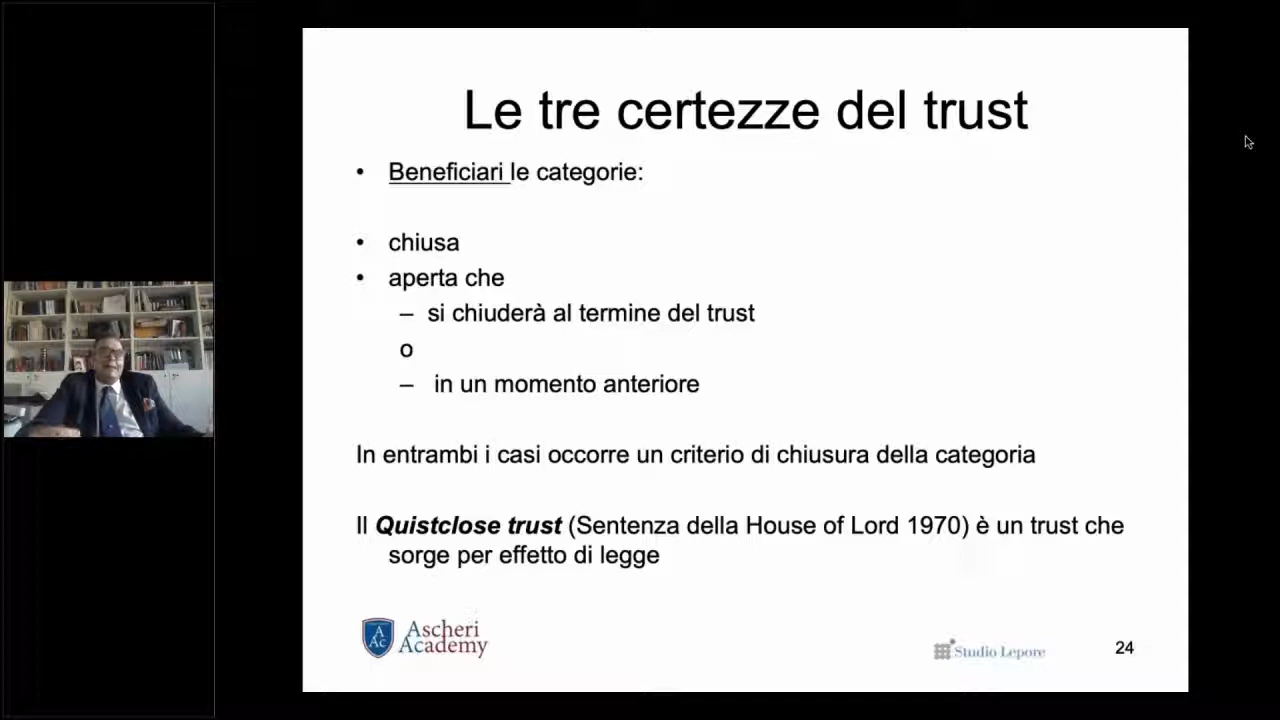 Le tre certezze del trust
• Beneficiari le categorie:
• chiusa
• aperta che
– si chiuderà al termine del trust
o
– in un momento anteriore
In entrambi i casi occorre un criterio di chiusura della categoria
Il Quistclose trust (Sentenza della House of Lord 1970) è un trust che
sorge per effetto di legge
A
Ac
Ascheri
Academy
Studio Lepore
24